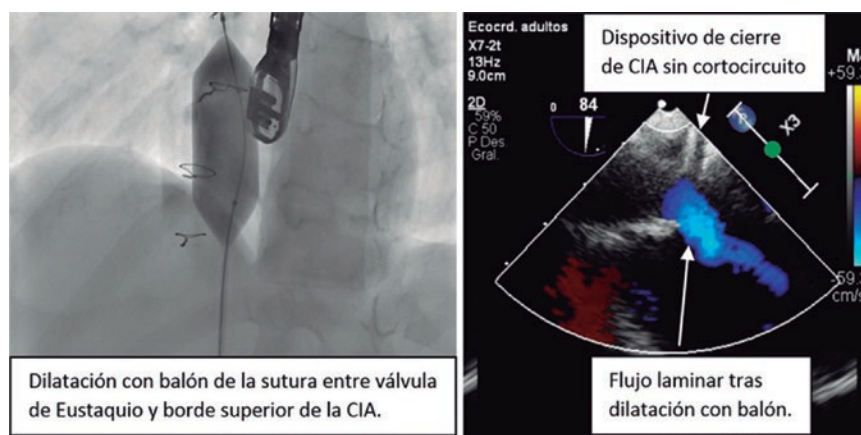 Dilatación con balón de la sutura entre válvula
de Eustaquio y borde superior de la CIA.
Ecocrd. adultos
X7-2t
13Hz
9.0cm
2D
59%
C 50
P Des.
Gral.
0 84
Dispositivo de cierre
de CIA sin cortocircuito
P
X3
cm/s
Flujo laminar tras
dilatación con balón.